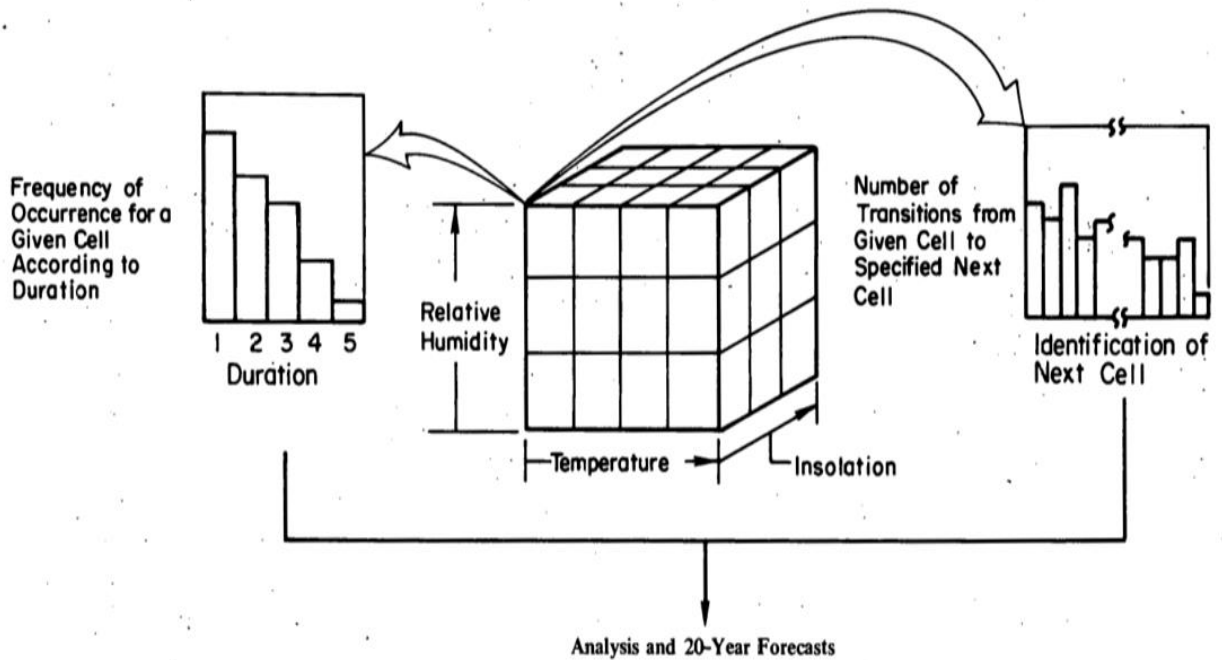 Frequency of
Occurrence for a
Given Cell
According to
Duration
1 2 3 4 5
Duration
Relative
Humidity
Temperature
Insolation
Number of
Transitions from
Given Cell to
Specified Next
Cell
Identification of
Next Cell
Analysis and 20-Year Forecasts